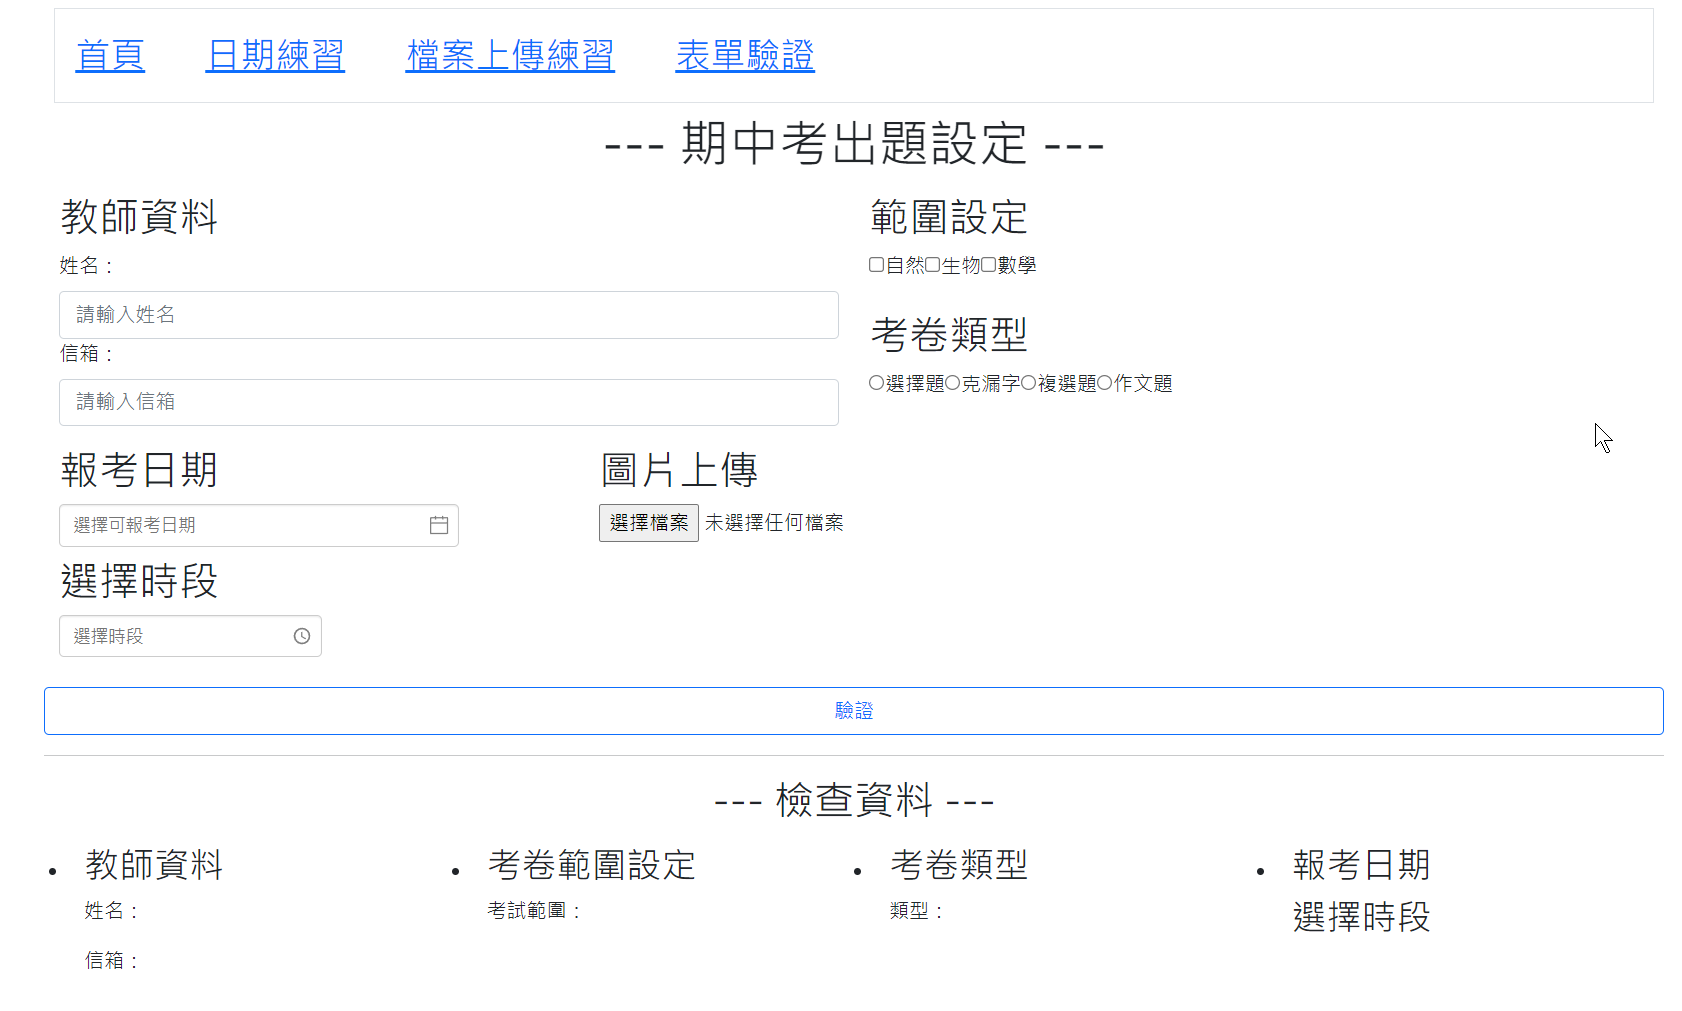 首頁 日期練習 檔案上傳練習 表單驗證
--- 期中考出題設定 ---
教師資料
姓名：
請輸入姓名
信箱：
請輸入信箱
範圍設定
自然生物數學
考卷類型
選擇題克漏字複選題作文題
報考日期
選擇可報考日期
圖片上傳
選擇檔案 未選擇任何檔案
選擇時段
選擇時段
驗證
--- 檢查資料 ---
教師資料
姓名：
信箱：
考卷範圍設定
考試範圍：
考卷類型
類型：
報考日期
選擇時段